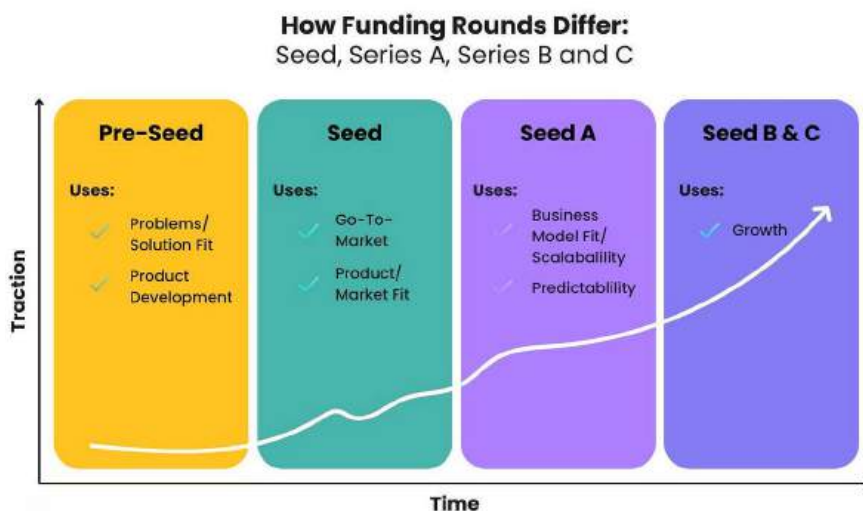 How Funding Rounds Differ:
Seed, Series A, Series B and C
Pre-Seed
Uses:
Problems/
Solution Fit
Product
Development
Seed
Uses:
Go-To-
Market
Product/
Market Fit
Seed A
Uses:
Business
Model Fit/
Scalabalility
Predictablility
Seed B & C
Uses:
Growth
Traction
Time